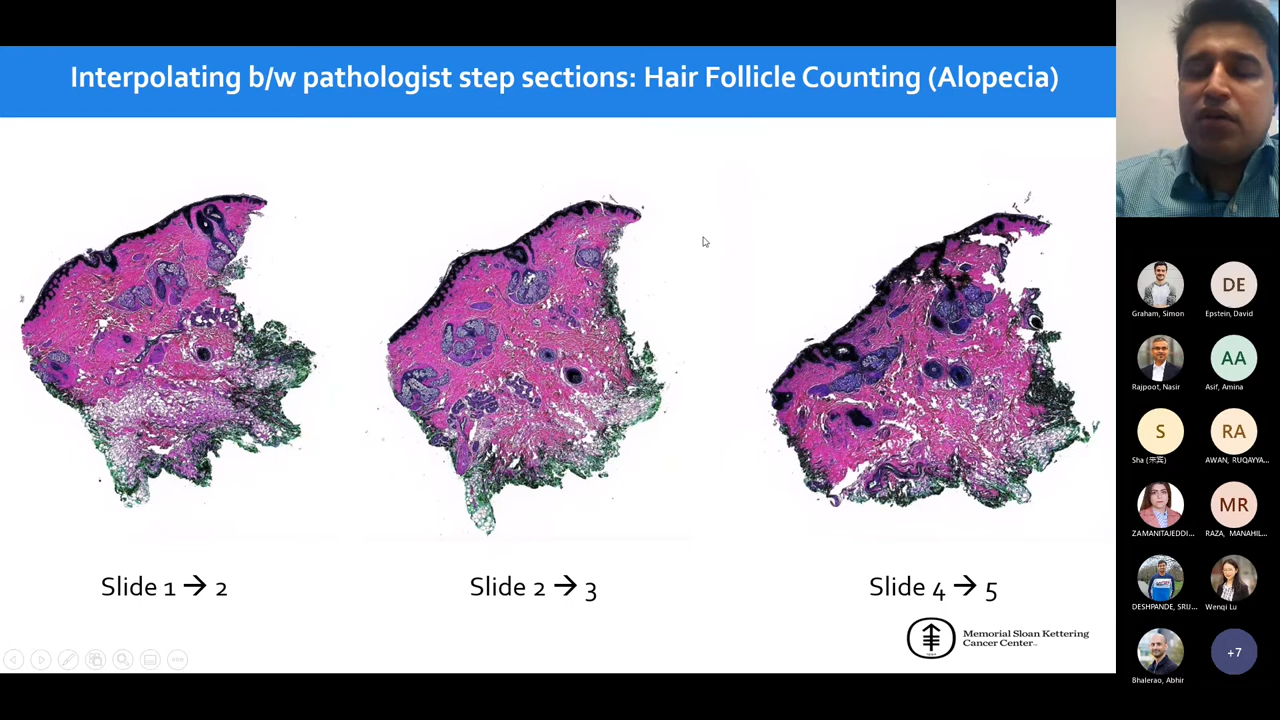 Interpolating b/w pathologist step sections: Hair Follicle Counting (Alopecia)
Slide 1 → 2
Slide 2 → 3
Slide 4 → 5
Memorial Sloan Kettering
Cancer Center
DE
Graham, Simon
Epstein, David
AA
Rajpoot, Nasir
Asif, Amina
S
RA
Sha
AWAN, RUQAYYA...
MR
ZAMANITAJEDDI...
RAZA, MANAHIL...
DESHPANDE, SRIJ...
Wenqi Lu
+7
Bhalerao, Abhir